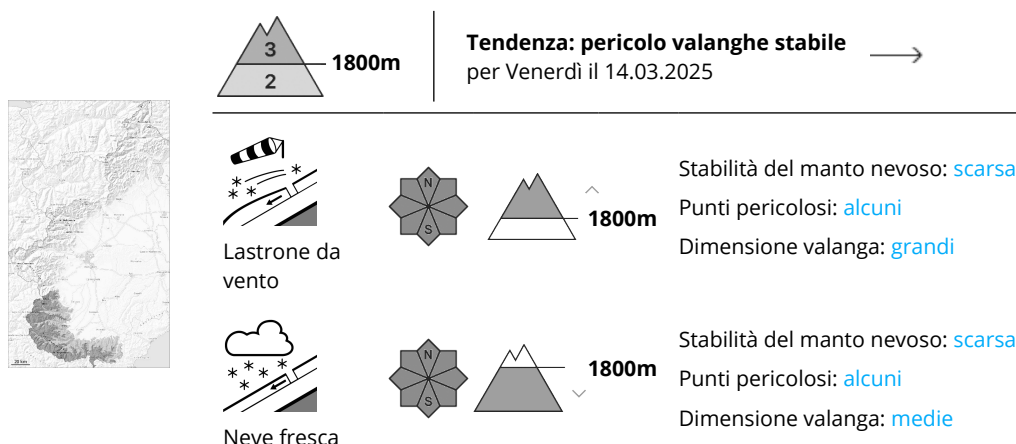 3
1800m
2
Tendenza: pericolo valanghe stabile
per Venerdì il 14.03.2025
20 km
N
S
1800m
Lastrone da
vento
Stabilità del manto nevoso: scarsa
Punti pericolosi: alcuni
Dimensione valanga: grandi
N
S
1800m
Neve fresca
Stabilità del manto nevoso: scarsa
Punti pericolosi: alcuni
Dimensione valanga: medie